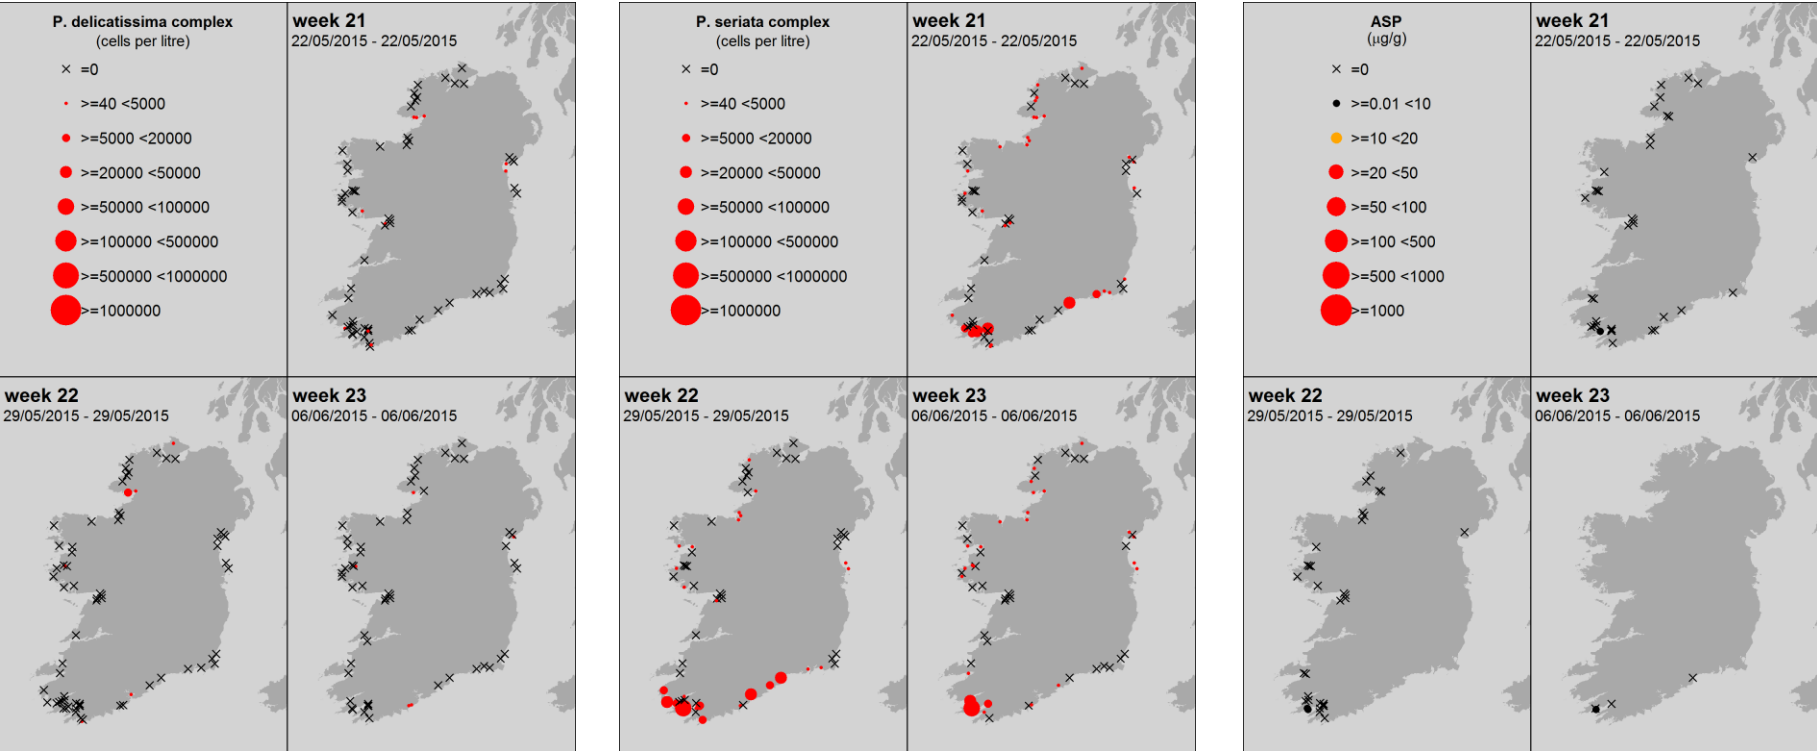 P. delicatissima complex
(cells per litre)
=0
>=40 <5000
>=5000 <20000
>=20000 <50000
>=50000 <100000
>=100000 <500000
>=500000 <1000000
>=1000000
week 21
22/05/2015 - 22/05/2015
week 22
29/05/2015 - 29/05/2015
week 23
06/06/2015 - 06/06/2015
P. seriata complex
(cells per litre)
=0
>=40 <5000
>=5000 <20000
>=20000 <50000
>=50000 <100000
>=100000 <500000
>=500000 <1000000
>=1000000
week 21
22/05/2015 - 22/05/2015
week 22
29/05/2015 - 29/05/2015
week 23
06/06/2015 - 06/06/2015
ASP
(µg/g)
=0
>=0.01 <10
>=10 <20
>=20 <50
>=50 <100
>=100 <500
>=500 <1000
>=1000
week 21
22/05/2015 - 22/05/2015
week 22
29/05/2015 - 29/05/2015
week 23
06/06/2015 - 06/06/2015